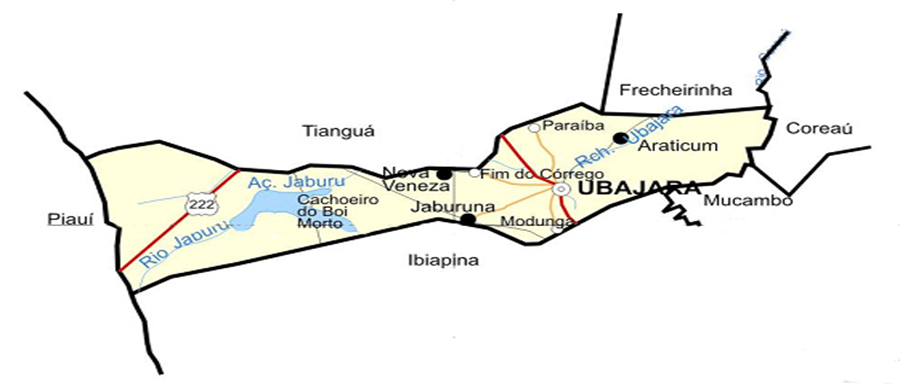 Frecheirinha
Tianguá
Paraíba
Rch. Ubajara
Araticum
Coreaú
Nova
Veneza
Fim do Córrego
UBAJARA
Mucambo
Aç. Jaburu
Cachoeiro
do Boi
Morto
Jaburuna
Modunga
222
Piauí
Rio Jaburu
Ibiapina